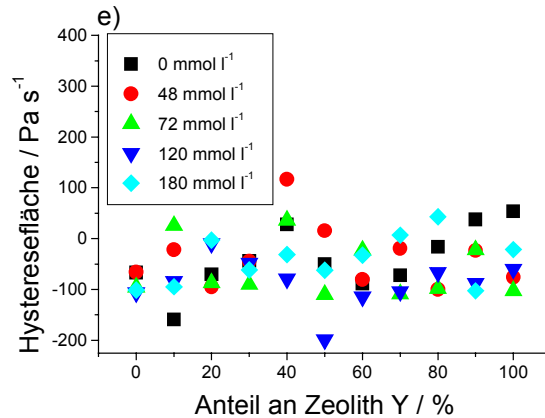 e)
400
300
200
100
0
-100
-200
Hysteresefläche / Pa s⁻¹
0 mmol l⁻¹
48 mmol l⁻¹
72 mmol l⁻¹
120 mmol l⁻¹
180 mmol l⁻¹
0 20 40 60 80 100
Anteil an Zeolith Y / %